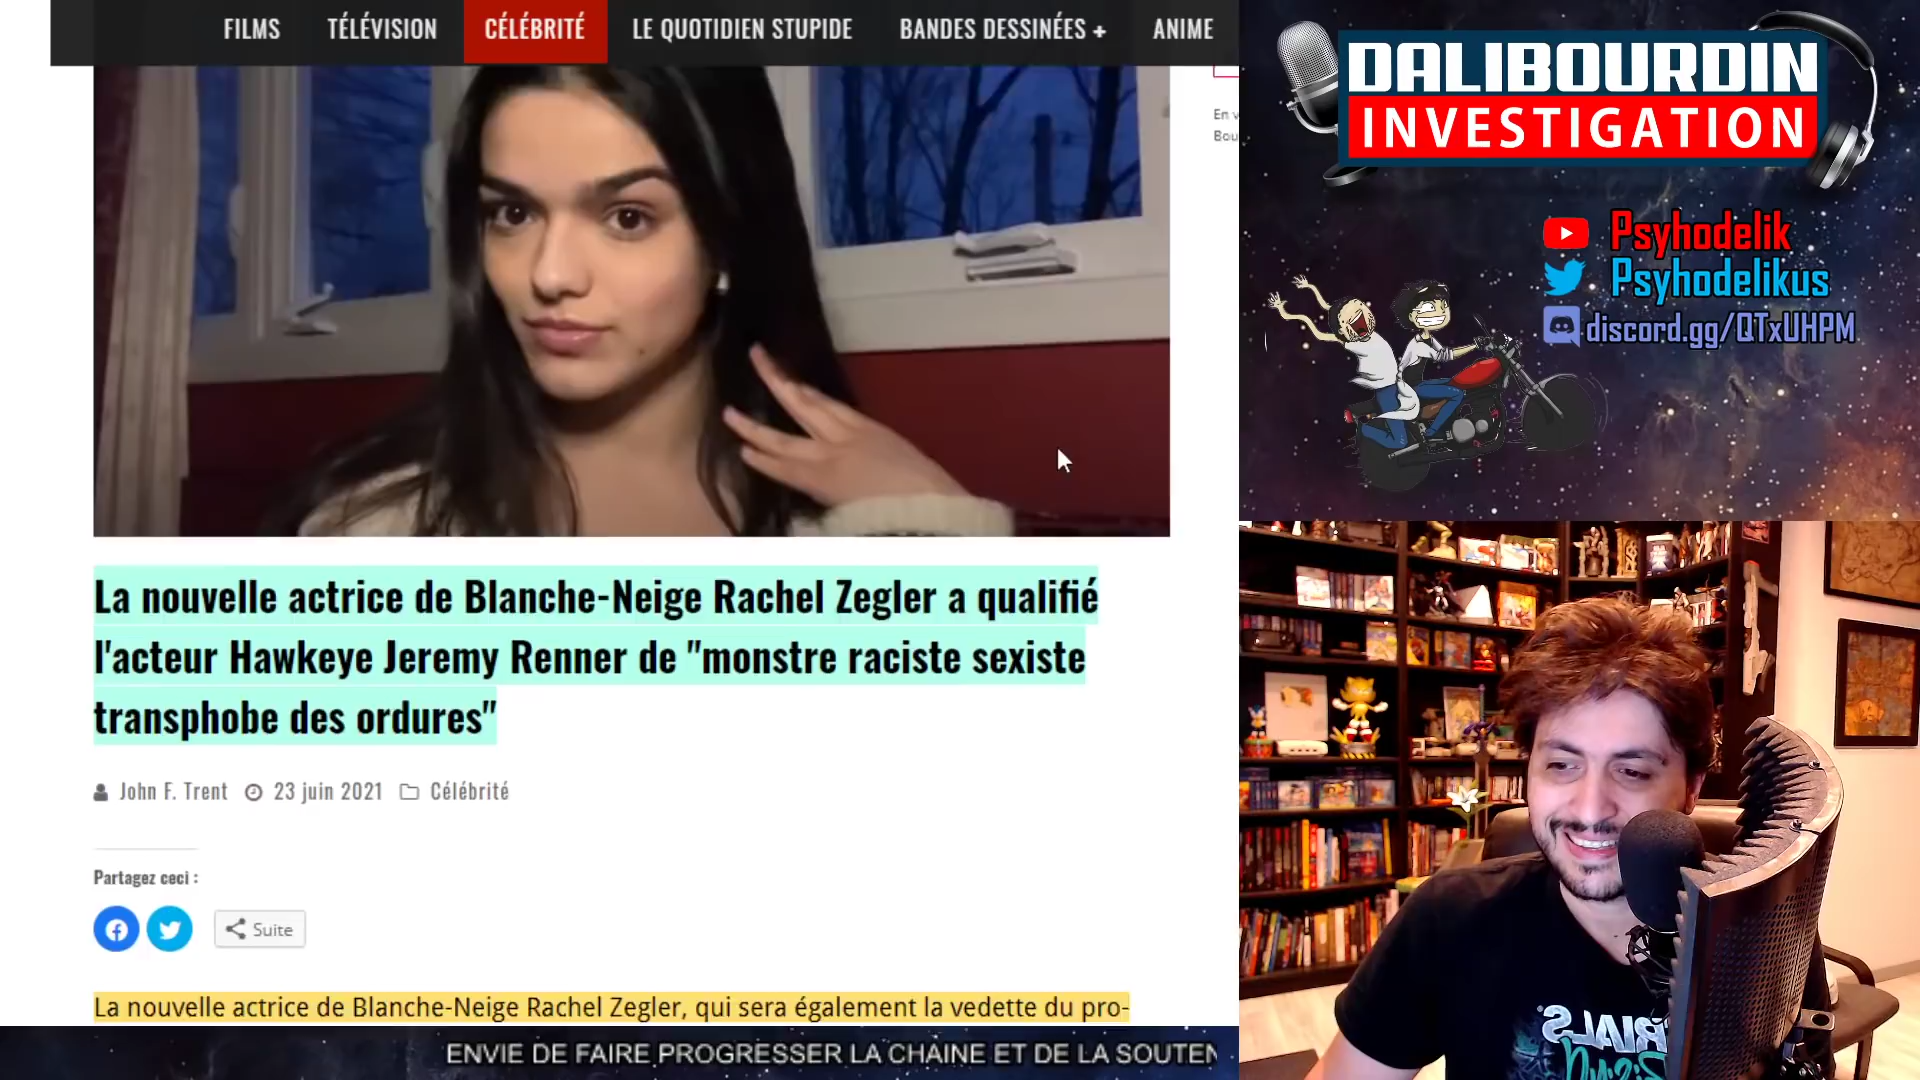 FILMS
TÉLÉVISION
CÉLÉBRITÉ
LE QUOTIDIEN STUPIDE
BANDES DESSINÉES +
ANIME
En v
Bou
La nouvelle actrice de Blanche-Neige Rachel Zegler a qualifié
l'acteur Hawkeye Jeremy Renner de "monstre raciste sexiste
transphobe des ordures"
John F. Trent
23 juin 2021
Célébrité
Partagez ceci :
Suite
La nouvelle actrice de Blanche-Neige Rachel Zegler, qui sera également la vedette du pro-
ENVIE DE FAIRE PROGRESSER LA CHAINE ET DE LA SOUTEN
DALIBOURDIN
INVESTIGATION
Psyhodelik
Psyhodelikus
discord.gg/QTxUHPM